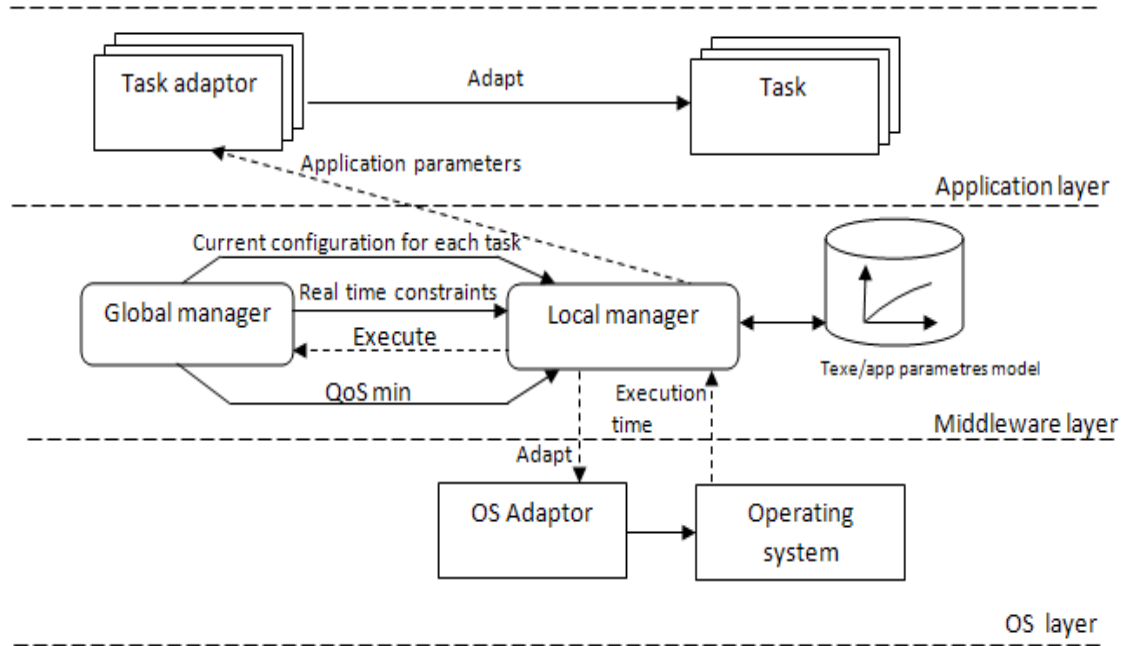 Task adaptor
Adapt
Task
Application parameters
Application layer
Current configuration for each task
Global manager
Real time constraints
Local manager
Execute
Texe/app parametres model
QoS min
Execution
time
Middleware layer
Adapt
OS Adaptor
Operating
system
OS layer